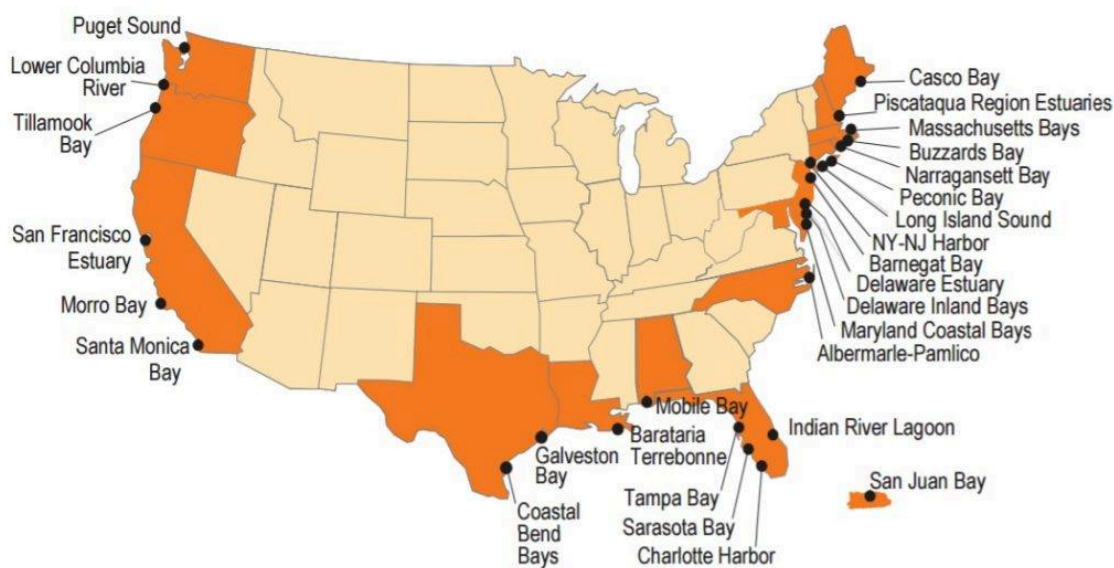 Puget Sound
Lower Columbia
River
Tillamook
Bay
San Francisco
Estuary
Morro Bay
Santa Monica
Bay
Casco Bay
Piscataqua Region Estuaries
Massachusetts Bays
Buzzards Bay
Narragansett Bay
Peconic Bay
Long Island Sound
NY-NJ Harbor
Barnegat Bay
Delaware Estuary
Delaware Inland Bays
Maryland Coastal Bays
Albermarle-Pamlico
Mobile Bay
Barataria
Terrebonne
Galveston
Bay
Coastal
Bend
Bays
Indian River Lagoon
Tampa Bay
Sarasota Bay
Charlotte Harbor
San Juan Bay